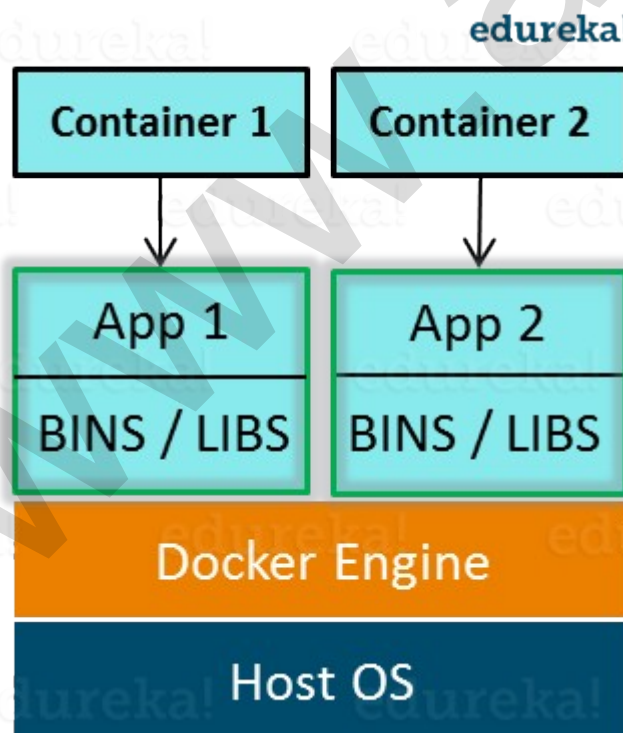 edureka!
Container 1
Container 2
App 1
App 2
BINS / LIBS
BINS / LIBS
Docker Engine
Host OS